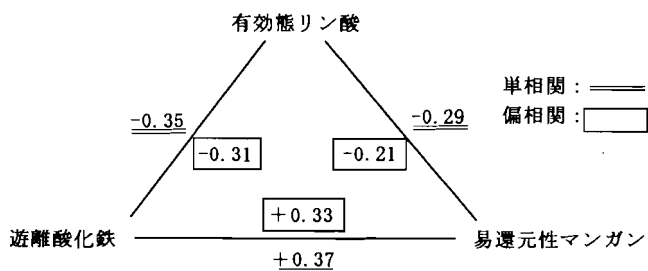 有効態リン酸
単相関:
-0.35
-0.29
偏相関:
-0.31
-0.21
+0.33
遊離酸化鉄
易還元性マンガン
+0.37